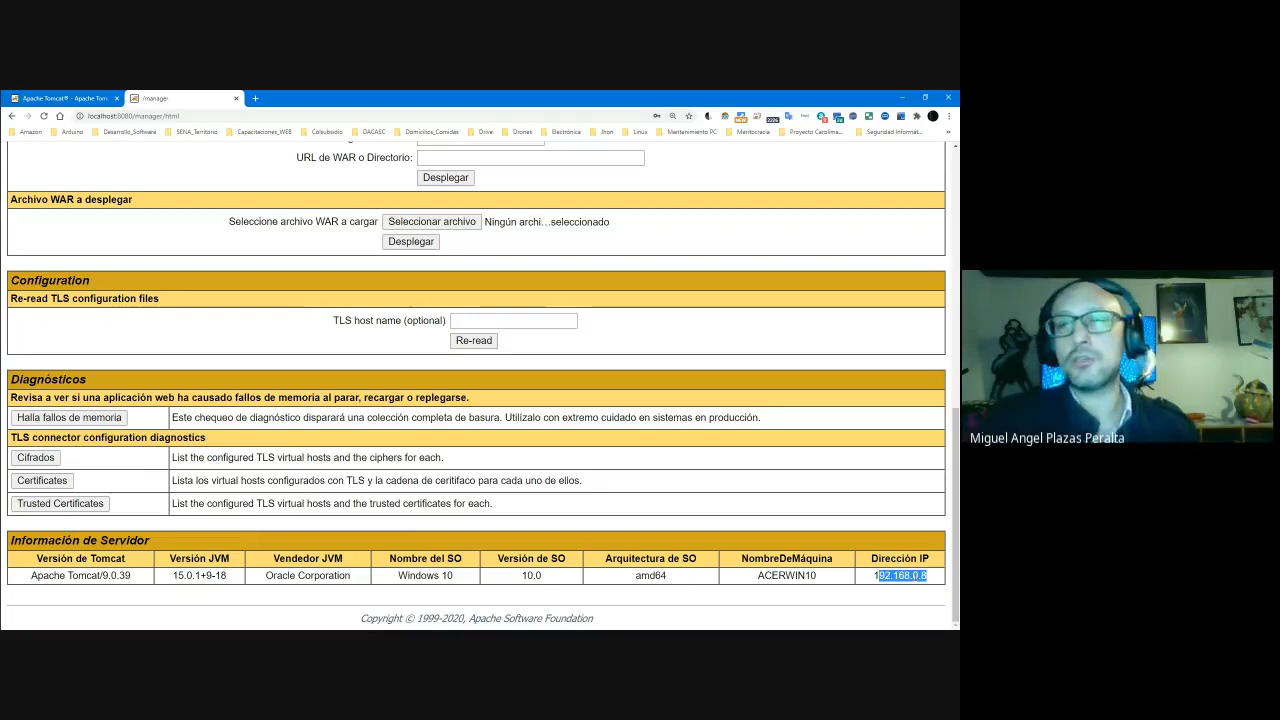 Apache Tomcat® - Apache Tom
/manager
localhost:8080/manager/html
Amazon
Arduino
Desarrollo_Software
SENA_Territorio
Capacitaciones_WEB
Colsubsidio
DACASC
Domicilios_Comidas
Drive
Drones
Electrónica
Jhon
Linux
Mantenimiento PC
Meritocracia
Proyecto Carolina...
Seguridad Informát...
URL de WAR o Directorio:
Desplegar
Archivo WAR a desplegar
Seleccione archivo WAR a cargar Seleccionar archivo Ningún archi...seleccionado
Desplegar
Configuration
Re-read TLS configuration files
TLS host name (optional)
Re-read
Diagnósticos
Revisa a ver si una aplicación web ha causado fallos de memoria al parar, recargar o replegarse.
Halla fallos de memoria Este chequeo de diagnóstico disparará una colección completa de basura. Utilízalo con extremo cuidado en sistemas en producción.
TLS connector configuration diagnostics
Cifrados List the configured TLS virtual hosts and the ciphers for each.
Certificates Lista los virtual hosts configurados con TLS y la cadena de ceritifaco para cada uno de ellos.
Trusted Certificates List the configured TLS virtual hosts and the trusted certificates for each.
Información de Servidor
Versión de Tomcat Versión JVM Vendedor JVM Nombre del SO Versión de SO Arquitectura de SO NombreDeMáquina Dirección IP
Apache Tomcat/9.0.39 15.0.1+9-18 Oracle Corporation Windows 10 10.0 amd64 ACERWIN10 192.168.0.8
Copyright © 1999-2020, Apache Software Foundation
Miguel Angel Plazas Peralta